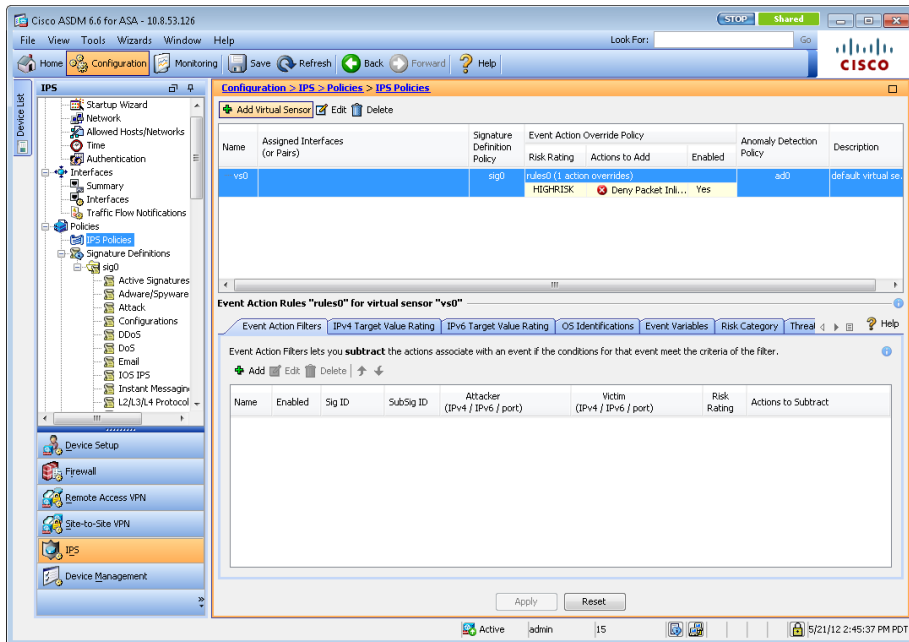 Cisco ASDM 6.6 for ASA - 10.8.53.126
STOP
Shared
File View Tools Wizards Window Help
Look For:
Go
Home Configuration Monitoring Save Refresh Back Forward Help
CISCO
Device List
IPS
Startup Wizard
Network
Allowed Hosts/Networks
Time
Authentication
Interfaces
Summary
Interfaces
Traffic Flow Notifications
Policies
IPS Policies
Signature Definitions
sig0
Active Signatures
Adware/Spyware
Attack
Configurations
DDoS
DoS
Email
IOS IPS
Instant Messagin
L2/L3/L4 Protocol
Device Setup
Firewall
Remote Access VPN
Site-to-Site VPN
IPS
Device Management
Configuration > IPS > Policies > IPS Policies
Add Virtual Sensor Edit Delete
Name
Assigned Interfaces
(or Pairs)
Signature
Definition
Policy
Event Action Override Policy
Risk Rating Actions to Add Enabled
Anomaly Detection
Policy
Description
vs0 sig0 rules0 (1 action overrides) ad0 default virtual se..
HIGHRISK Deny Packet Inli... Yes
Event Action Rules "rules0" for virtual sensor "vs0"
Event Action Filters IPv4 Target Value Rating IPv6 Target Value Rating OS Identifications Event Variables Risk Category Threat Help
Event Action Filters lets you subtract the actions associate with an event if the conditions for that event meet the criteria of the filter.
Add Edit Delete
Name Enabled Sig ID SubSig ID
Attacker
(IPv4 / IPv6 / port)
Victim
(IPv4 / IPv6 / port)
Risk
Rating
Actions to Subtract
Apply Reset
Active admin 15 5/21/12 2:45:37 PM PDT